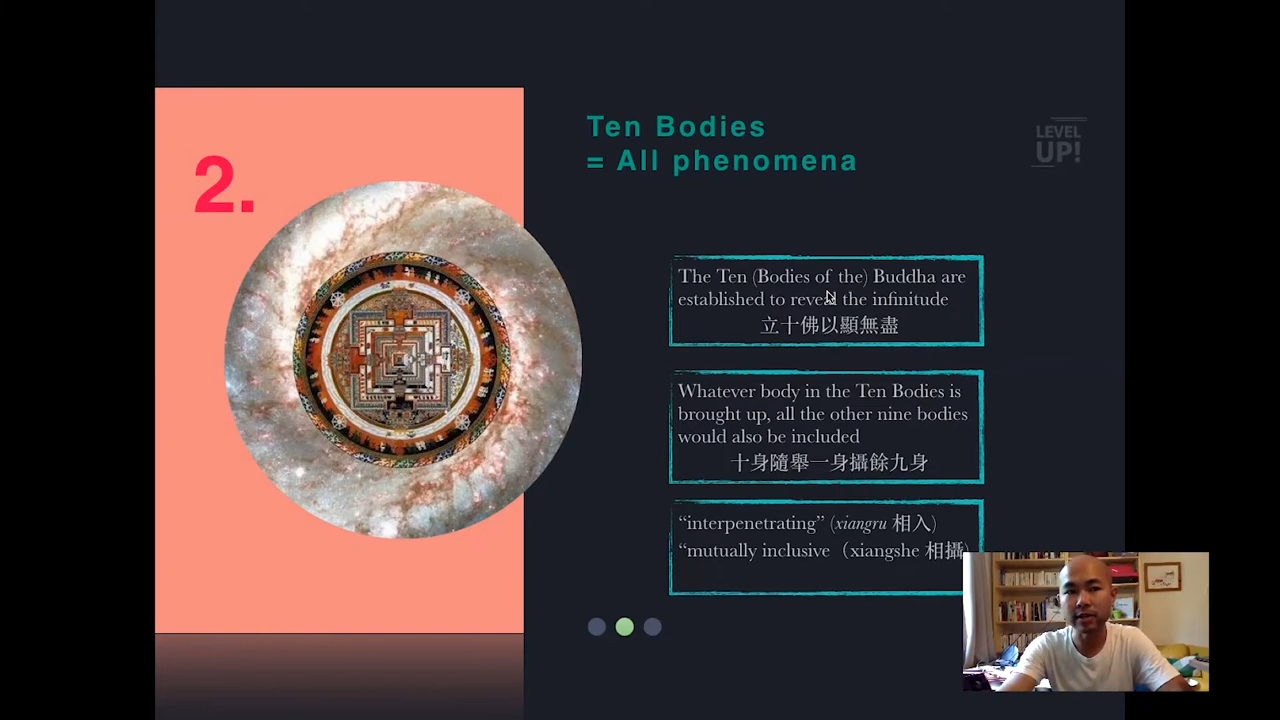 2.
Ten Bodies
= All phenomena
LEVEL
UP!
The Ten (Bodies of the) Buddha are
established to reveal the infinitude
立十佛以顯無盡
Whatever body in the Ten Bodies is
brought up, all the other nine bodies
would also be included
十身隨舉一身攝餘九身
“interpenetrating” (xiangru 相入)
“mutually inclusive（xiangshe 相攝)